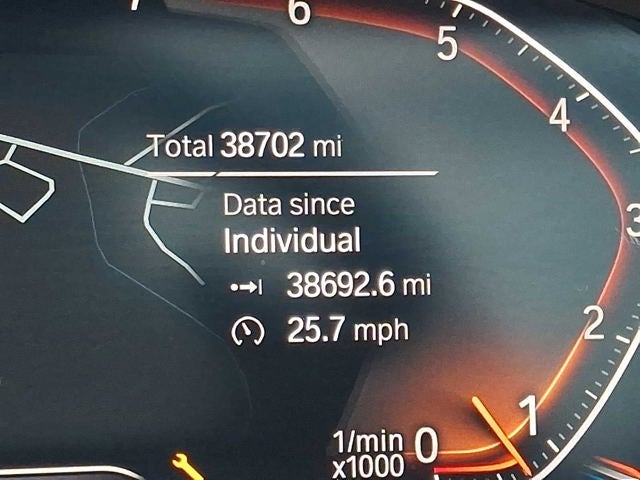 7
6
5
4
3
2
1
Total 38702 mi
Data since
Individual
38692.6 mi
25.7 mph
1/min 0
x1000